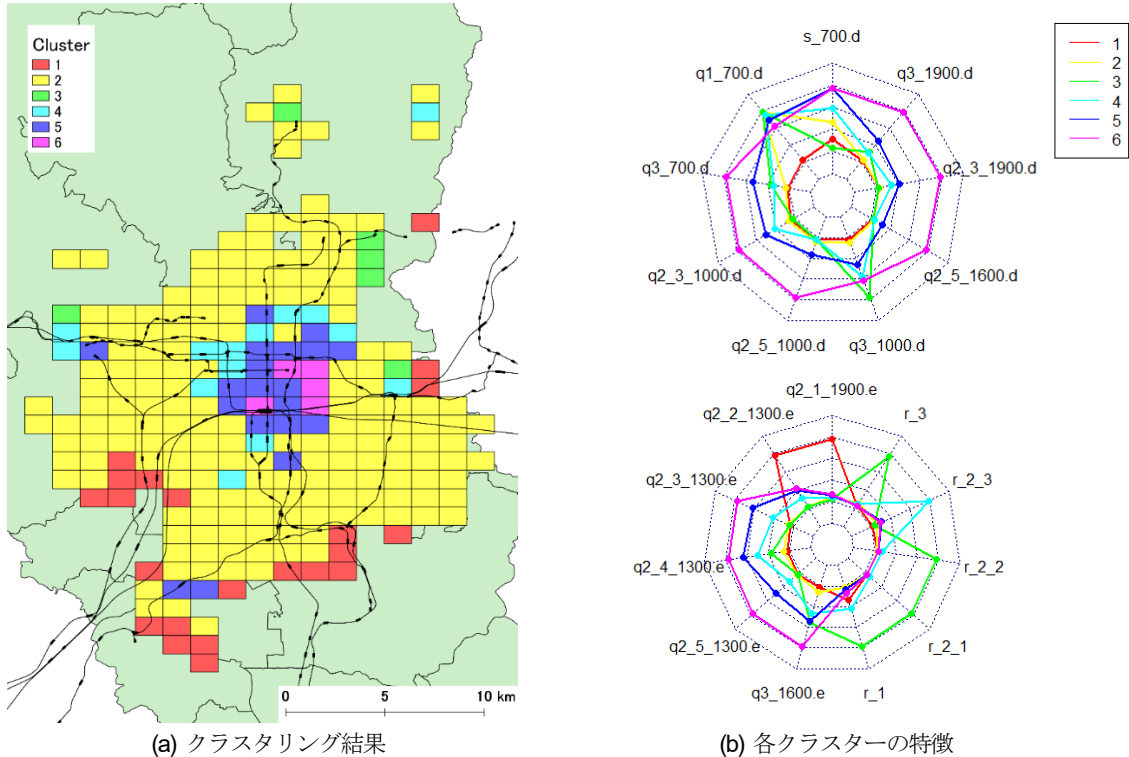 Cluster
1
2
3
4
5
6
0 5 10 km
(a) クラスタリング結果
s_700.d
q1_700.d
q3_1900.d
q3_700.d
q2_3_1900.d
q2_3_1000.d
q2_5_1600.d
q2_5_1000.d
q3_1000.d
1
2
3
4
5
6
q2_1_1900.e
q2_2_1300.e
r_3
q2_3_1300.e
r_2_3
q2_4_1300.e
r_2_2
q2_5_1300.e
r_2_1
q3_1600.e
r_1
(b) 各クラスターの特徴